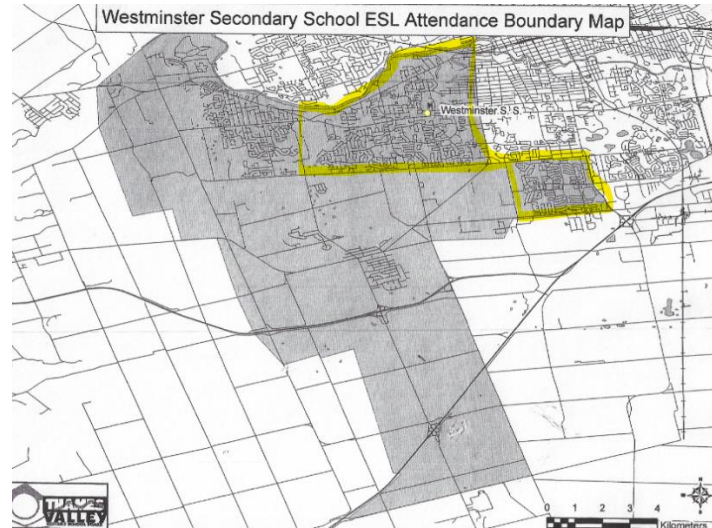 Westminster Secondary School ESL Attendance Boundary Map
Westminster S. S.
VALLEY
0
1
2
3
4
Kilometers